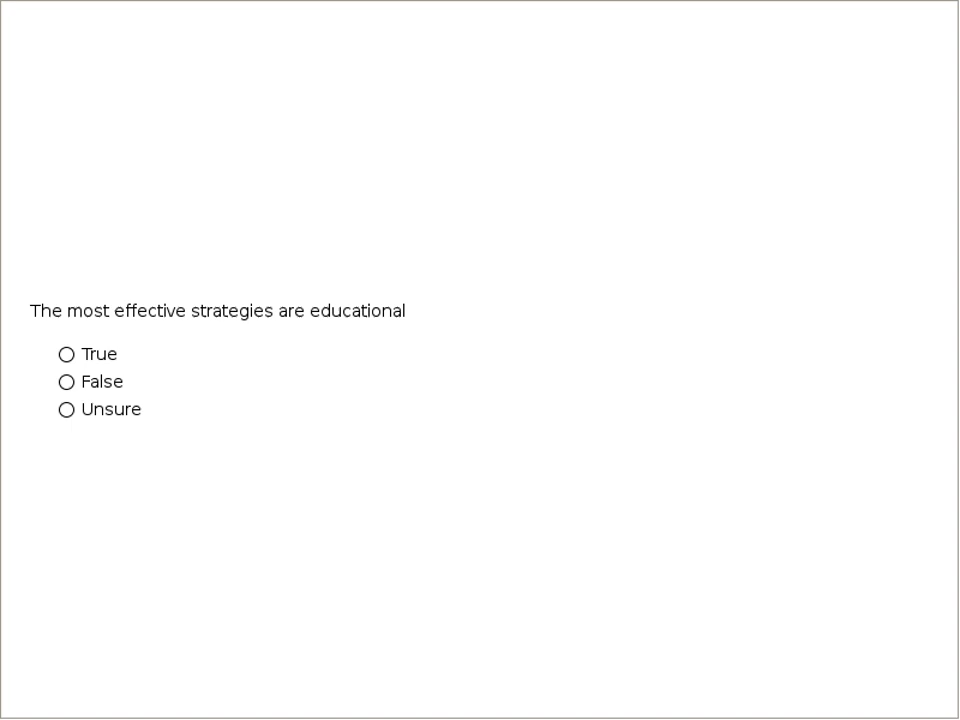 The most effective strategies are educational
True
False
Unsure